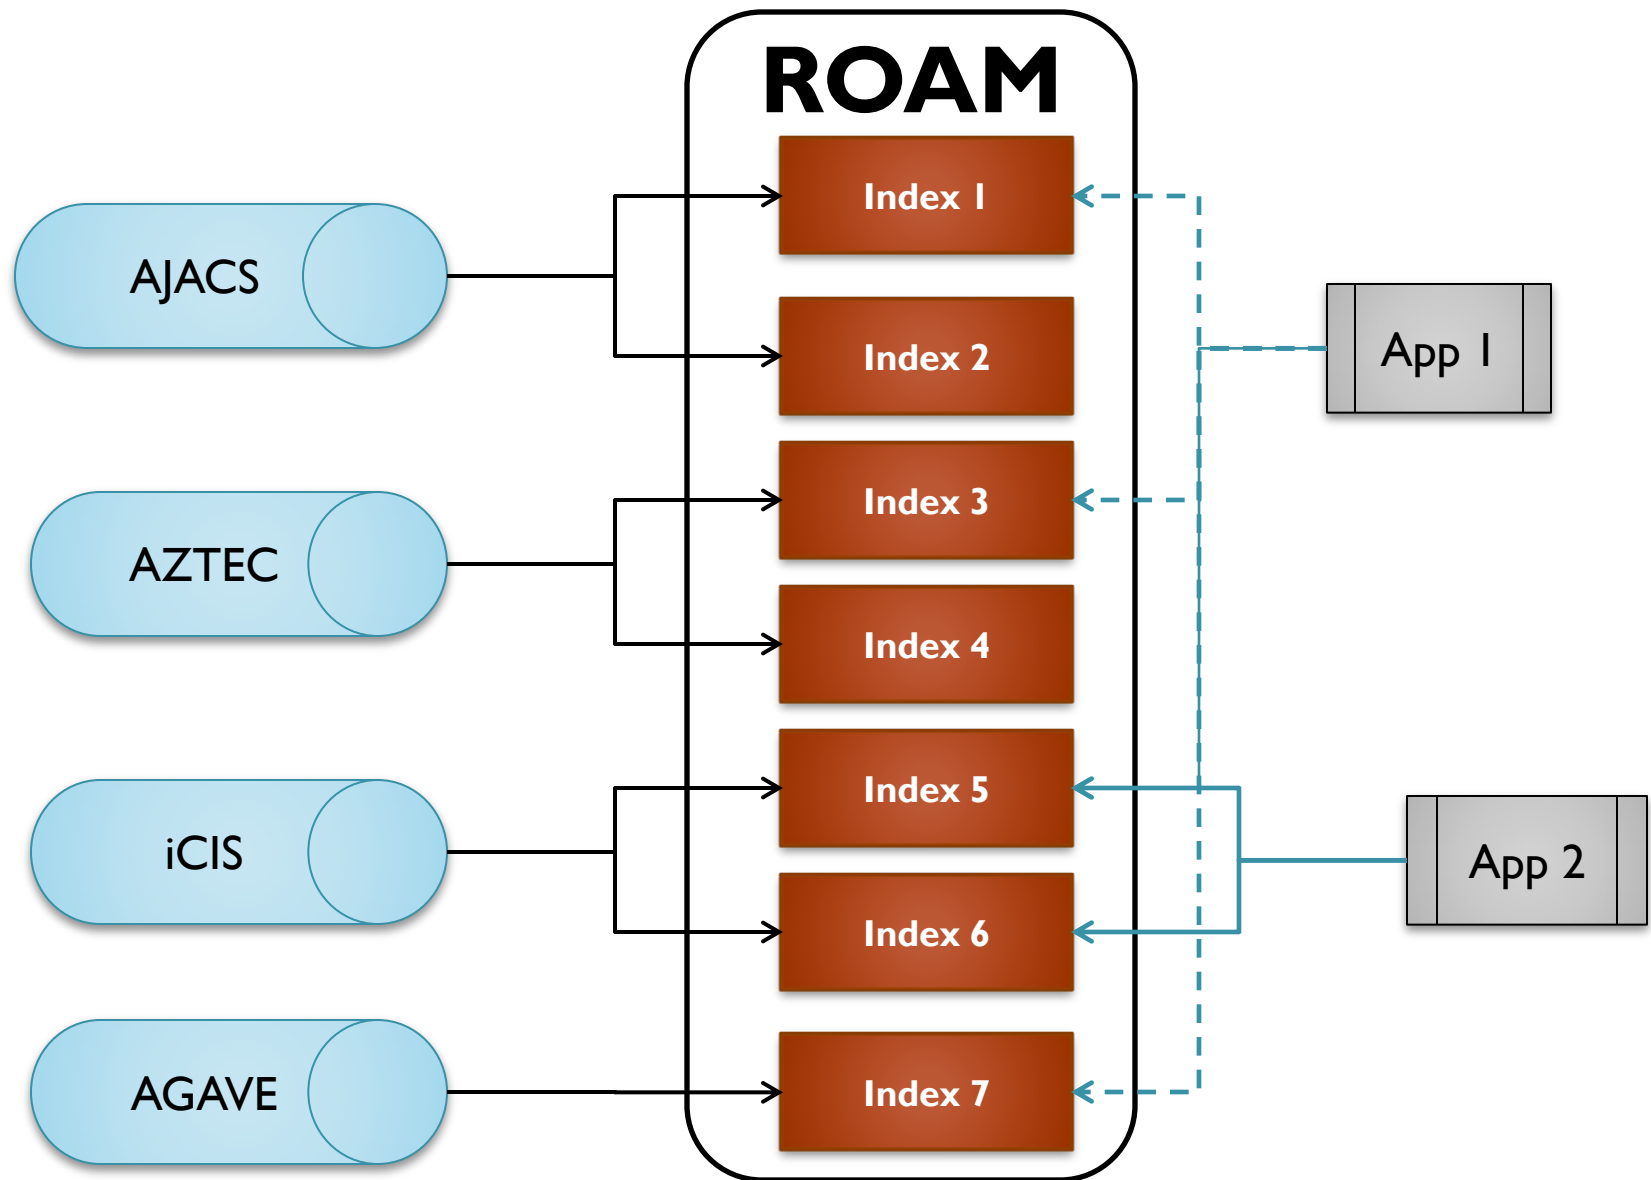 ROAM
Index 1
AJACS
Index 2
App 1
Index 3
AZTEC
Index 4
Index 5
iCIS
App 2
Index 6
AGAVE
Index 7